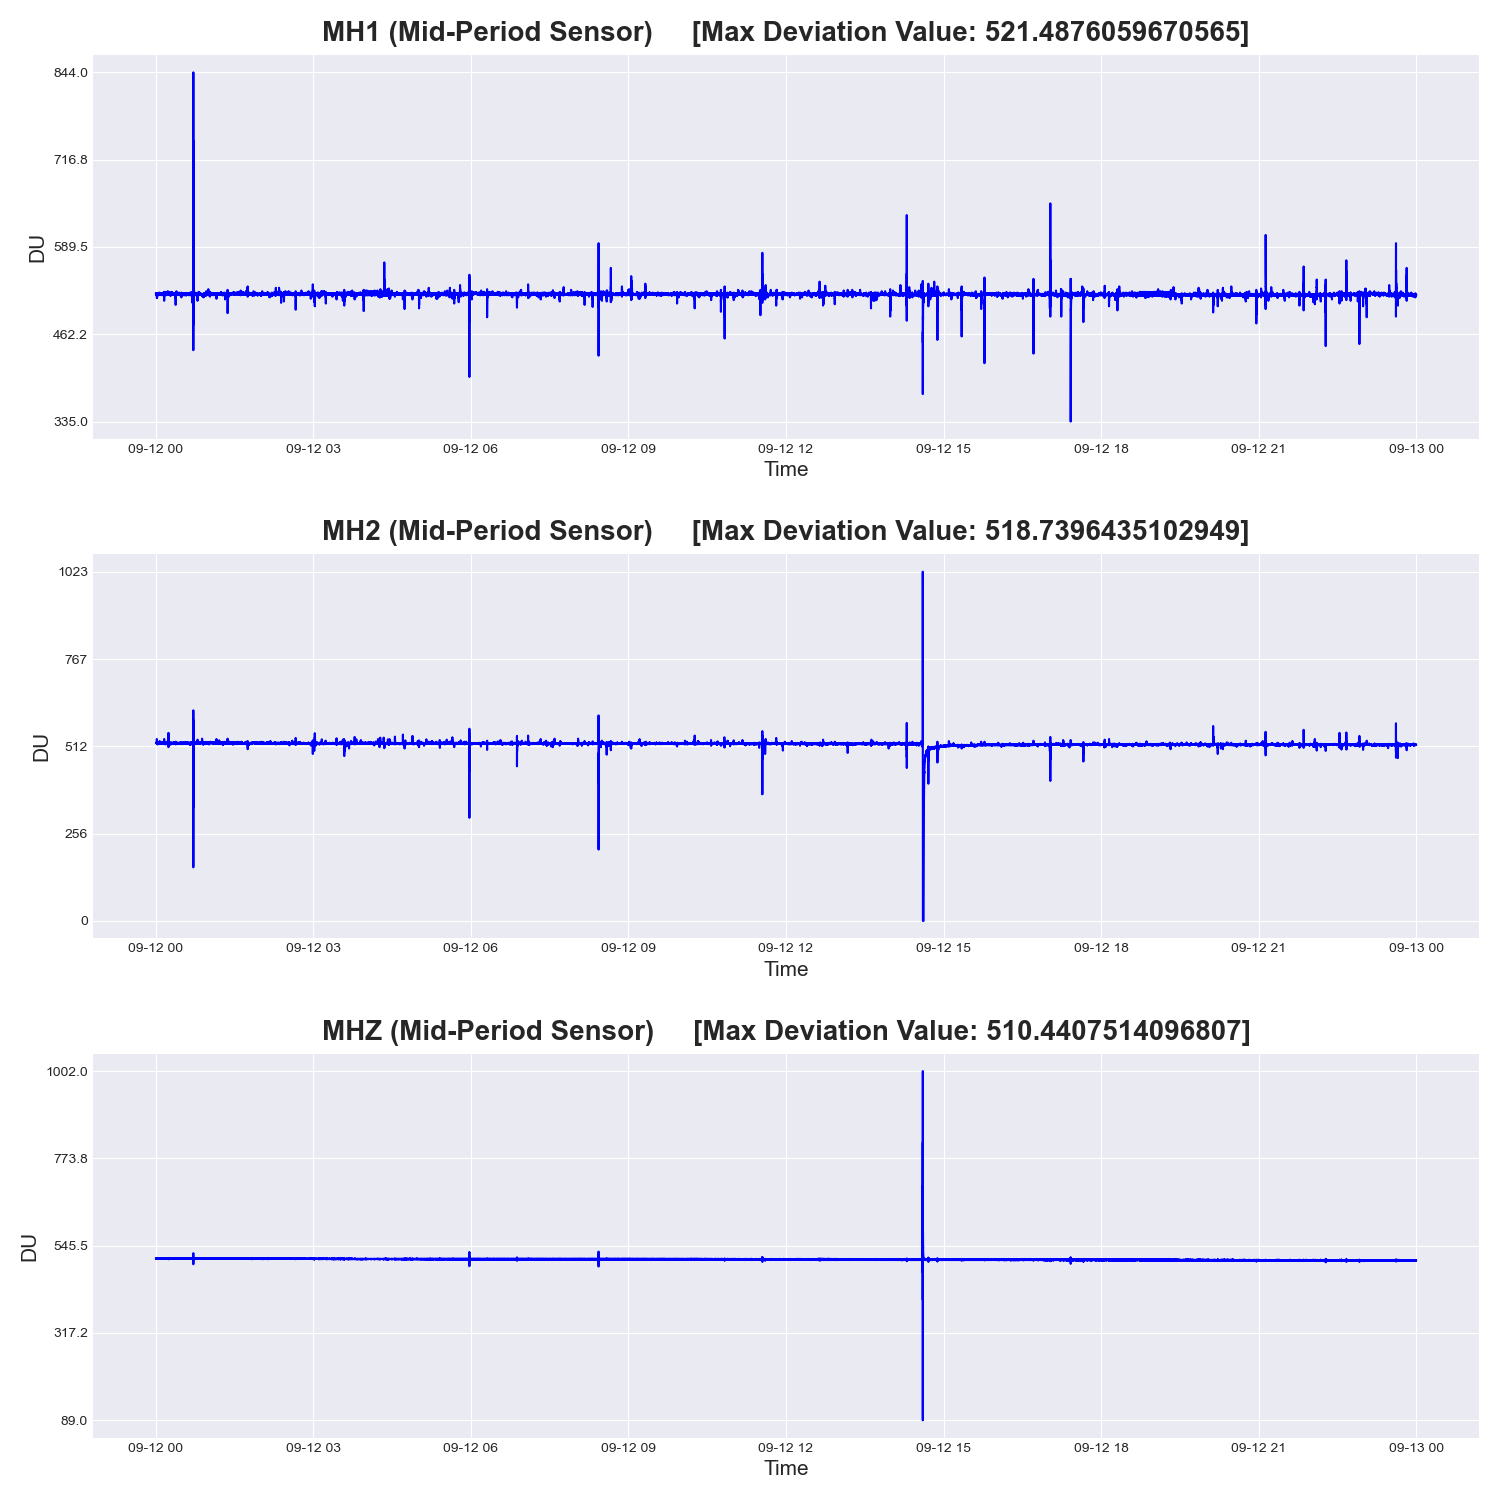 MH1 (Mid-Period Sensor) [Max Deviation Value: 521.4876059670565]
844.0
716.8
589.5
462.2
335.0
DU
09-12 00 09-12 03 09-12 06 09-12 09 09-12 12 09-12 15 09-12 18 09-12 21 09-13 00
Time
MH2 (Mid-Period Sensor) [Max Deviation Value: 518.7396435102949]
1023
767
512
256
0
DU
09-12 00 09-12 03 09-12 06 09-12 09 09-12 12 09-12 15 09-12 18 09-12 21 09-13 00
Time
MHZ (Mid-Period Sensor) [Max Deviation Value: 510.4407514096807]
1002.0
773.8
545.5
317.2
89.0
DU
09-12 00 09-12 03 09-12 06 09-12 09 09-12 12 09-12 15 09-12 18 09-12 21 09-13 00
Time